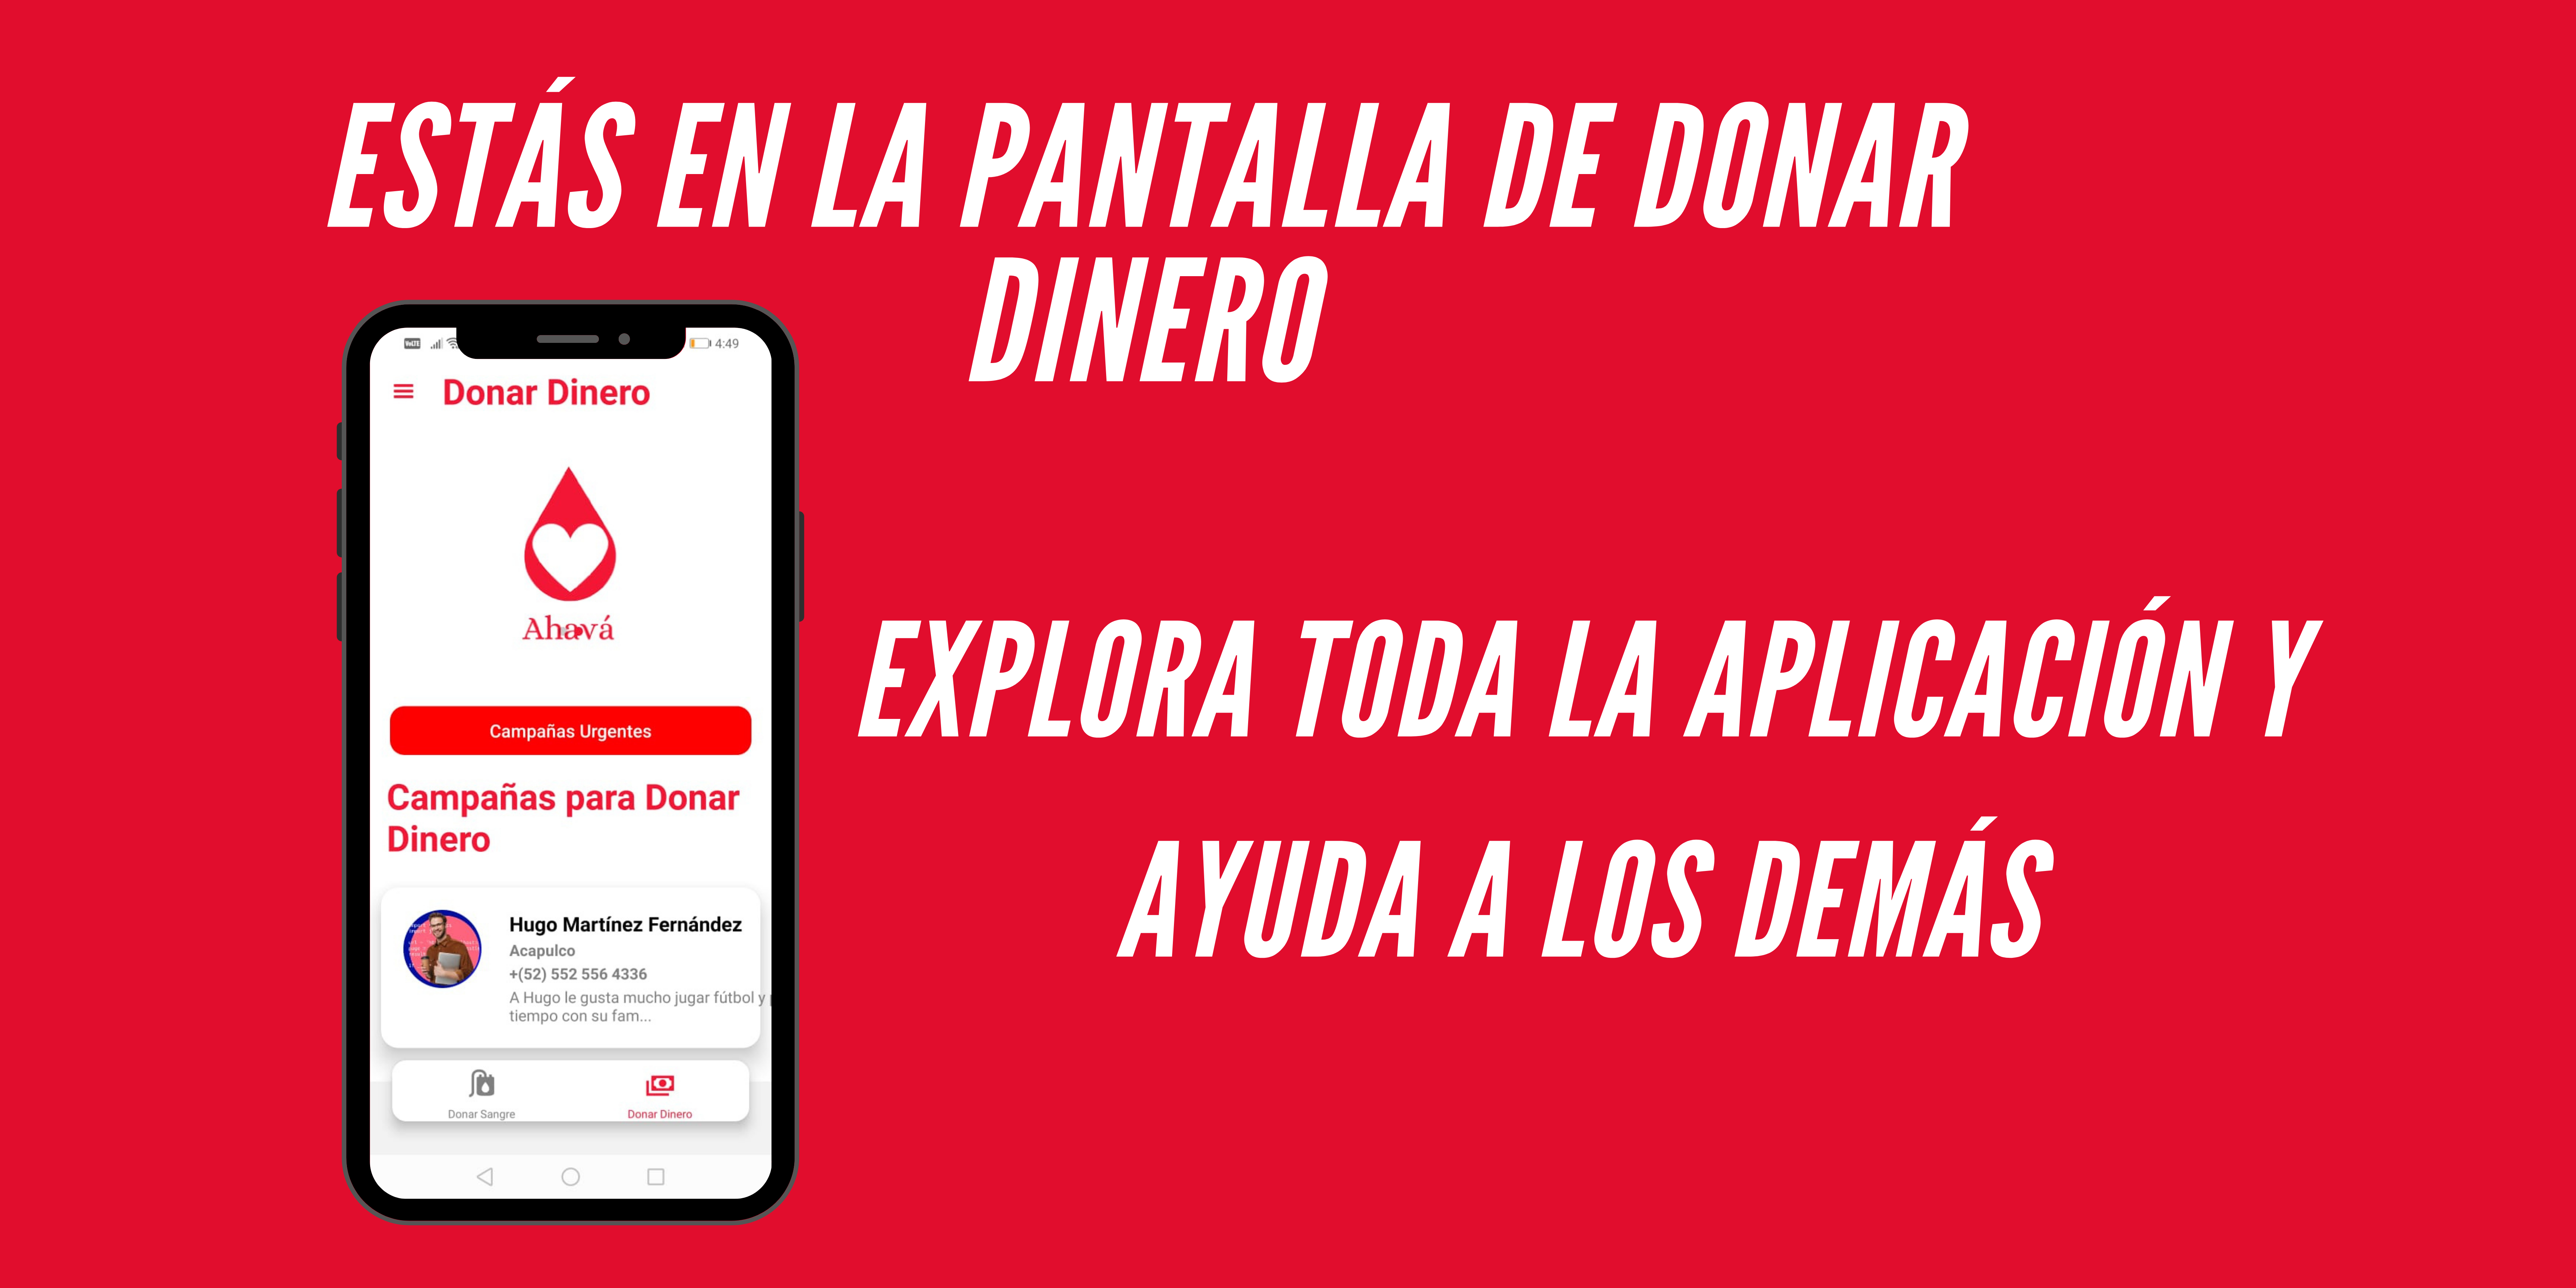 ESTÁS EN LA PANTALLA DE DONAR
DINERO
4:49
Donar Dinero
Ahavá
Campañas Urgentes
Campañas para Donar
Dinero
Hugo Martínez Fernández
Acapulco
+(52) 552 556 4336
A Hugo le gusta mucho jugar fútbol y
tiempo con su fam...
Donar Sangre
Donar Dinero
EXPLORA TODA LA APLICACIÓN Y
AYUDA A LOS DEMÁS